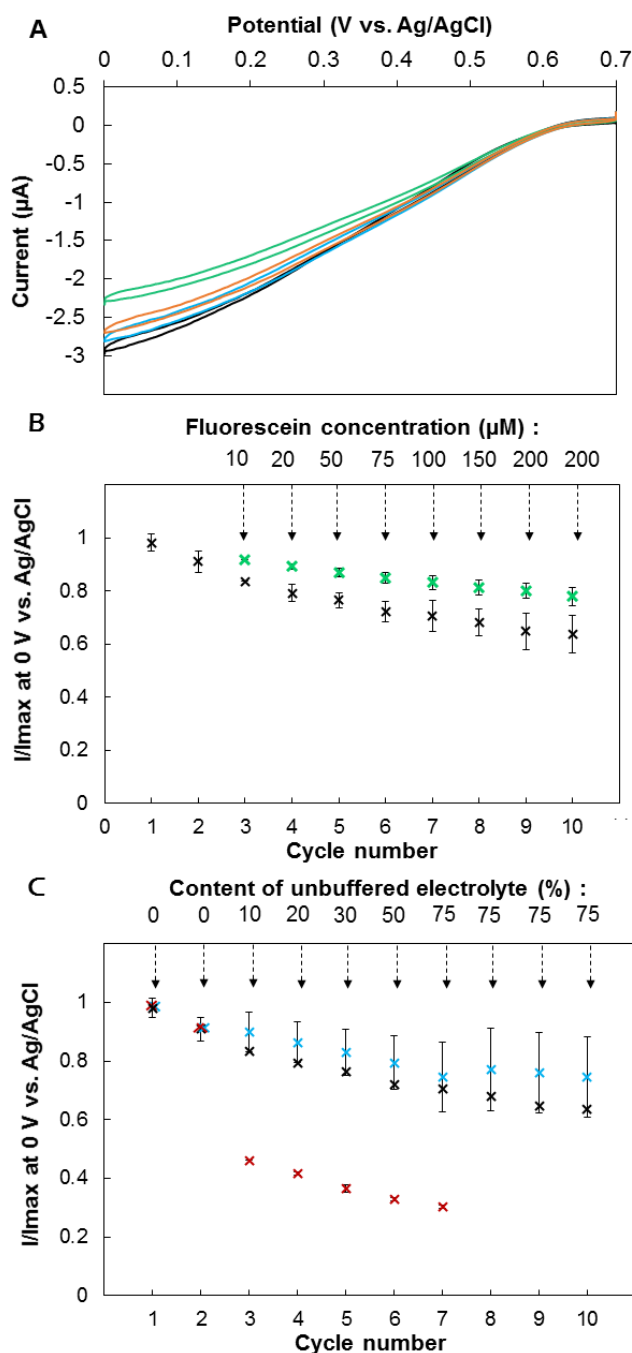 A
Potential (V vs. Ag/AgCl)
0 0.1 0.2 0.3 0.4 0.5 0.6 0.7
Current (µA)
0.5
0
-0.5
-1
-1.5
-2
-2.5
-3
B
Fluorescein concentration (µM) :
10 20 50 75 100 150 200 200
I/Imax at 0 V vs. Ag/AgCl
1
0.8
0.6
0.4
0.2
0
0 1 2 3 4 5 6 7 8 9 10
Cycle number
C
Content of unbuffered electrolyte (%) :
0 0 10 20 30 50 75 75 75 75
I/Imax at 0 V vs. Ag/AgCl
1
0.8
0.6
0.4
0.2
0
1 2 3 4 5 6 7 8 9 10
Cycle number